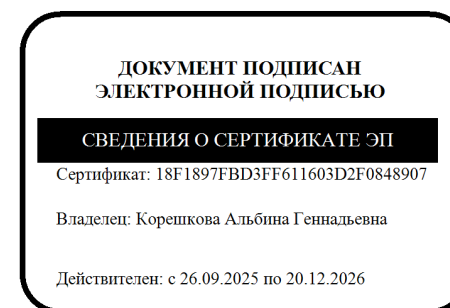 ДОКУМЕНТ ПОДПИСАН
ЭЛЕКТРОННОЙ ПОДПИСЬЮ
СВЕДЕНИЯ О СЕРТИФИКАТЕ ЭП
Сертификат: 18F1897FBD3FF611603D2F0848907
Владелец: Корешкова Альбина Геннадьевна
Действителен: с 26.09.2025 по 20.12.2026